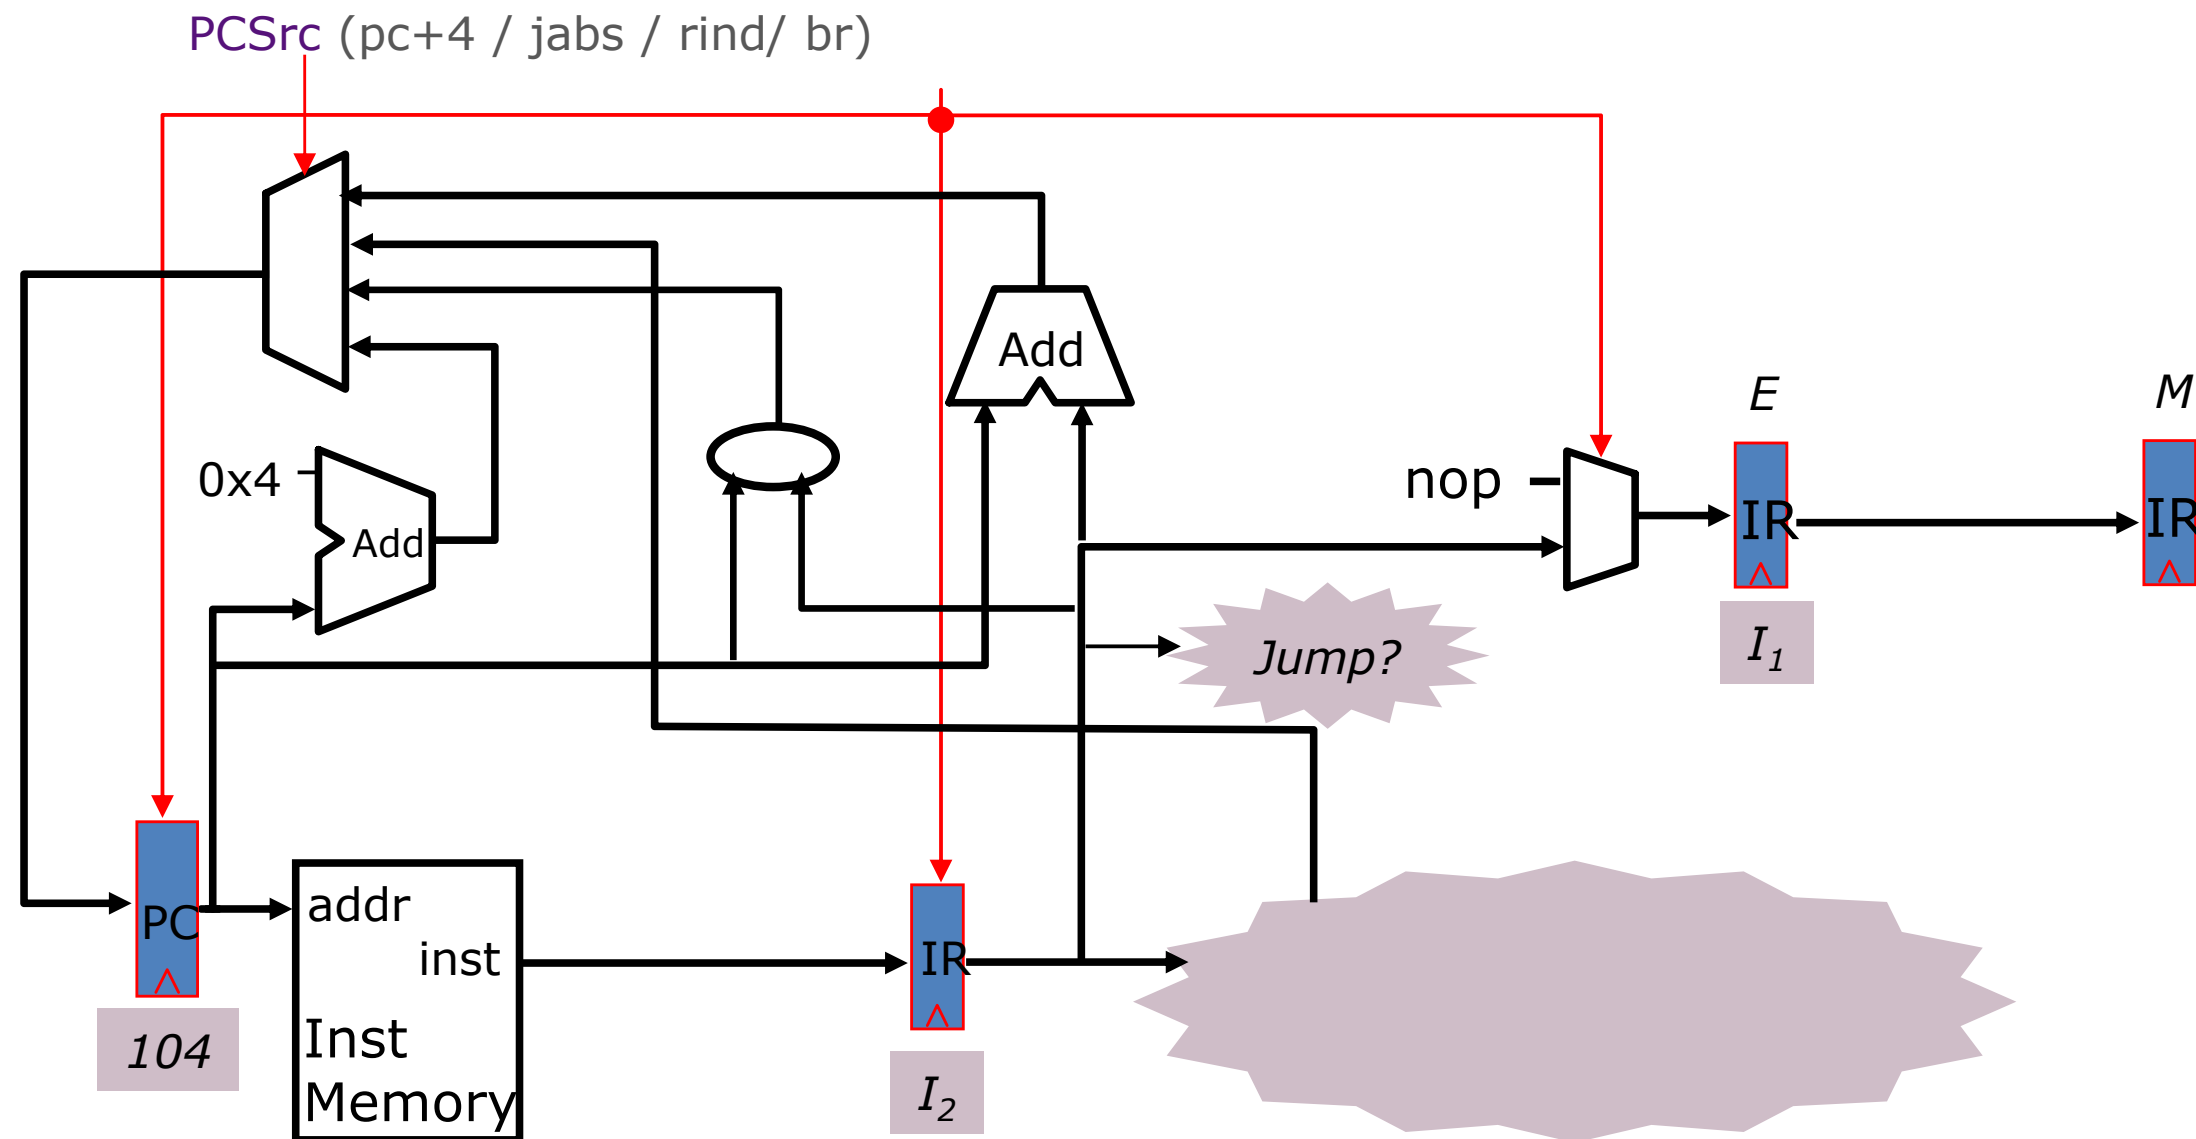 PCSrc (pc+4 / jabs / rind/ br)
Add
E
M
0x4
Add
nop
IR
IR
Jump?
I1
PC
addr
inst
IR
Inst
Memory
104
I2